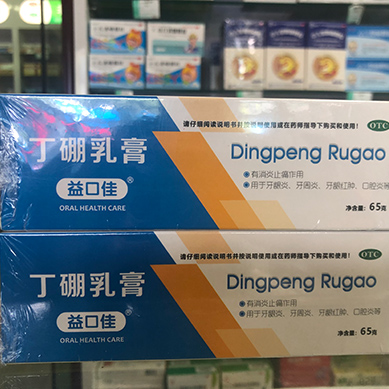 OTC
请仔细阅读说明书并按说明使用或在药师指导下购买和使用！
丁硼乳膏
Dingpeng Rugao
益口佳®
ORAL HEALTH CARE
有消炎止痛作用
用于牙龈炎、牙周炎、牙龈红肿、口腔炎等
净含量：65克
OTC
请仔细阅读说明书并按说明使用或在药师指导下购买和使用！
丁硼乳膏
Dingpeng Rugao
益口佳®
ORAL HEALTH CARE
有消炎止痛作用
用于牙龈炎、牙周炎、牙龈红肿、口腔炎等
净含量：65克